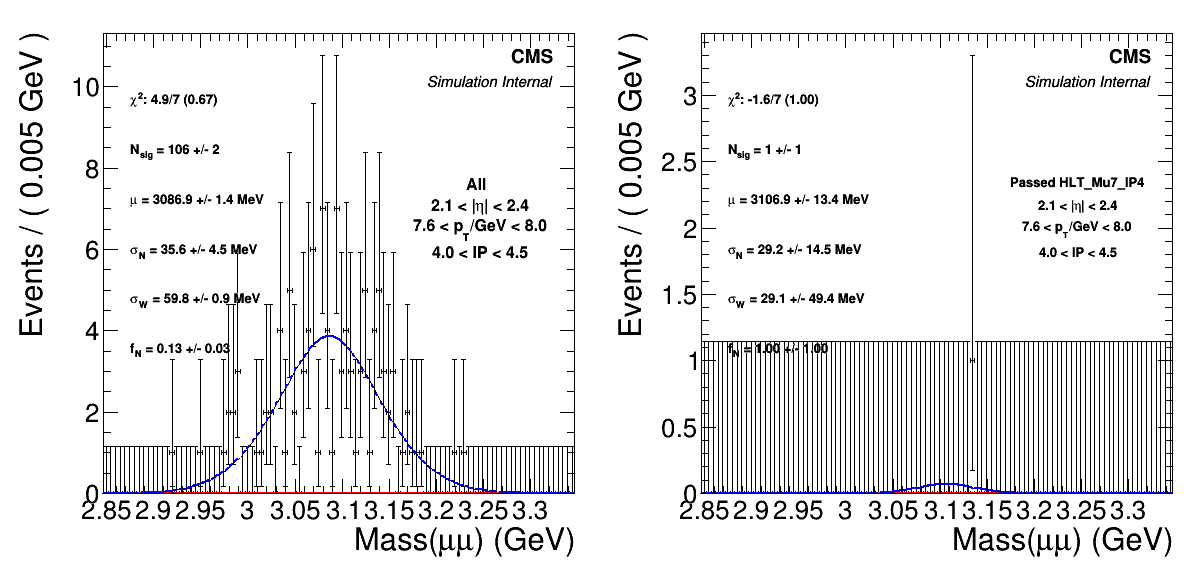 Events / ( 0.005 GeV )
CMS
Simulation Internal
χ²: 4.9/7 (0.67)
N_sig = 106 +/- 2
μ = 3086.9 +/- 1.4 MeV
σ_N = 35.6 +/- 4.5 MeV
σ_W = 59.8 +/- 0.9 MeV
f_N = 0.13 +/- 0.03
All
2.1 < |η| < 2.4
7.6 < p_T/GeV < 8.0
4.0 < IP < 4.5
10
8
6
4
2
0
2.85 2.9 2.95 3 3.05 3.1 3.15 3.2 3.25 3.3
Mass(μμ) (GeV)
Events / ( 0.005 GeV )
CMS
Simulation Internal
χ²: -1.6/7 (1.00)
N_sig = 1 +/- 1
μ = 3106.9 +/- 13.4 MeV
σ_N = 29.2 +/- 14.5 MeV
σ_W = 29.1 +/- 49.4 MeV
f_N = 1.00 +/- 1.00
Passed HLT_Mu7_IP4
2.1 < |η| < 2.4
7.6 < p_T/GeV < 8.0
4.0 < IP < 4.5
3
2.5
2
1.5
1
0.5
0
2.85 2.9 2.95 3 3.05 3.1 3.15 3.2 3.25 3.3
Mass(μμ) (GeV)